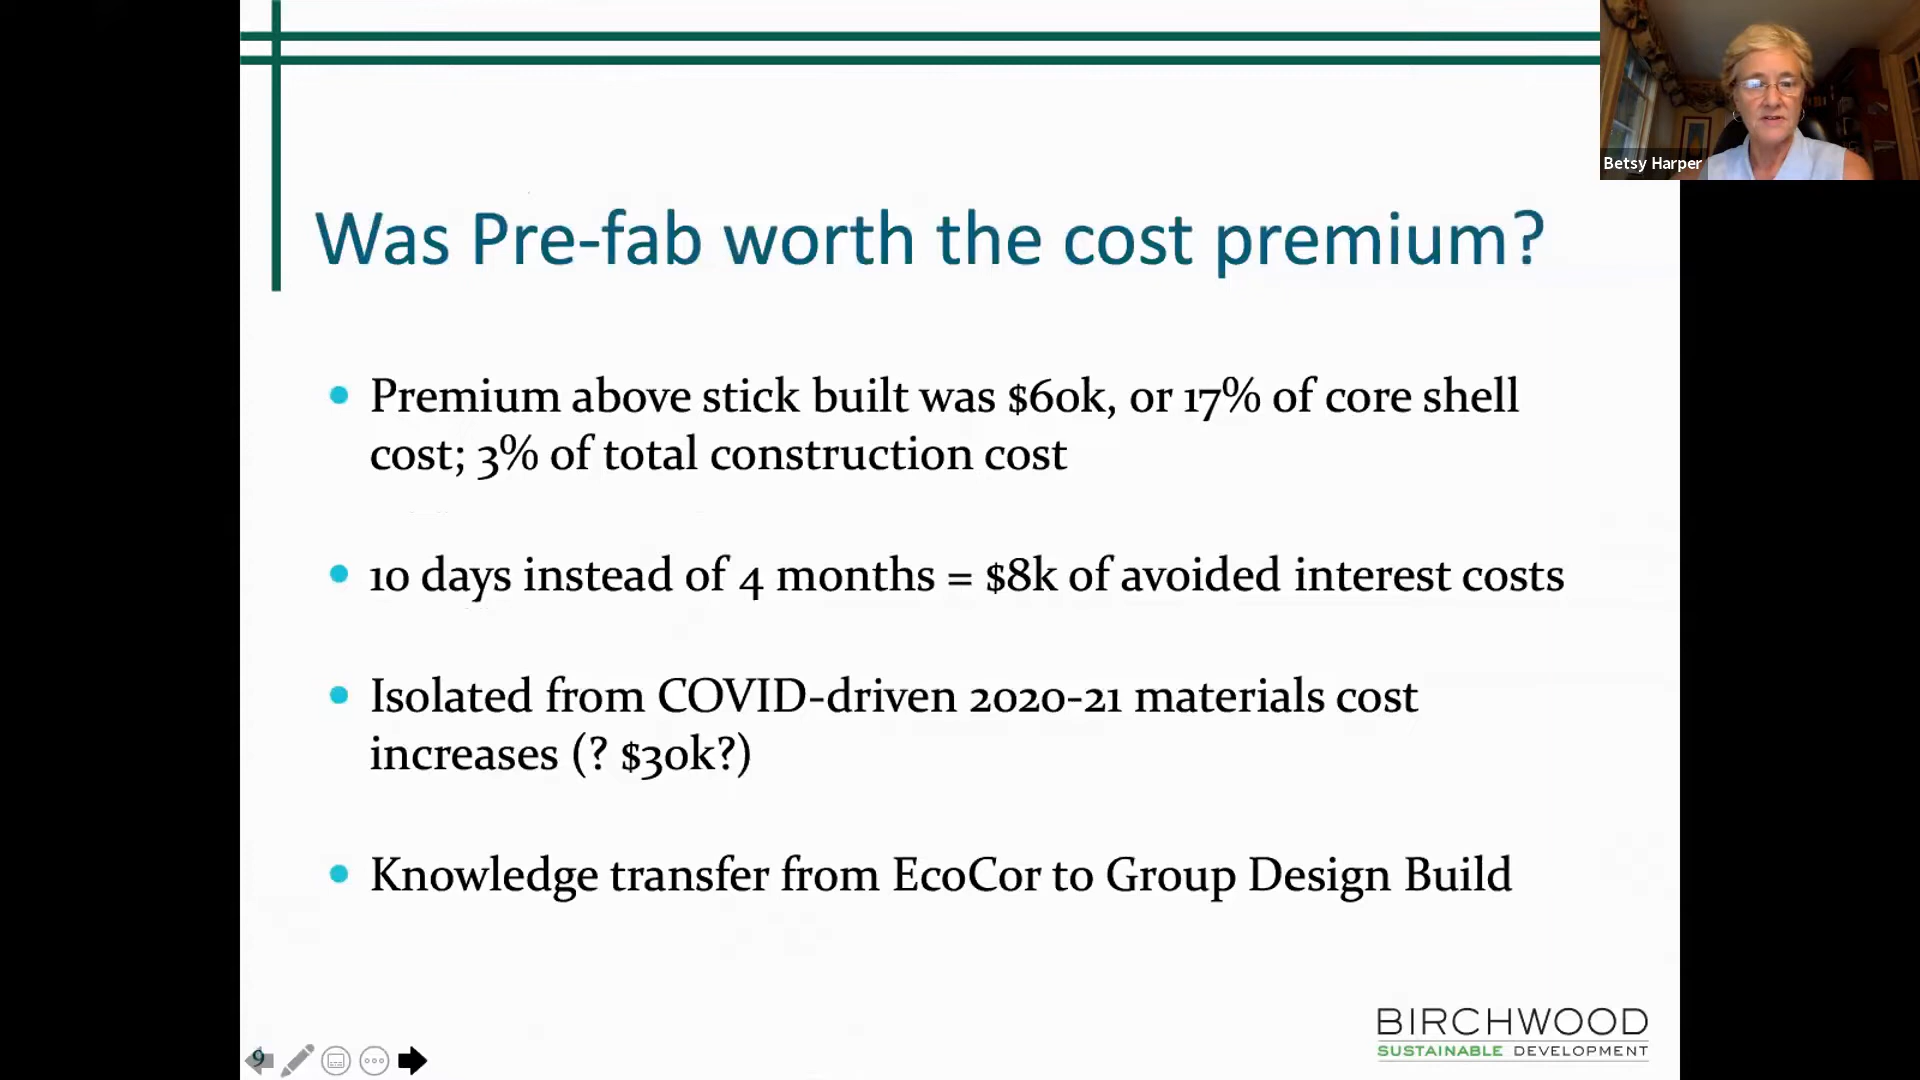 Betsy Harper
Was Pre-fab worth the cost premium?
• Premium above stick built was $60k, or 17% of core shell
cost; 3% of total construction cost
• 10 days instead of 4 months = $8k of avoided interest costs
• Isolated from COVID-driven 2020-21 materials cost
increases (? $30k?)
• Knowledge transfer from EcoCor to Group Design Build
BIRCHWOOD
SUSTAINABLE DEVELOPMENT
9